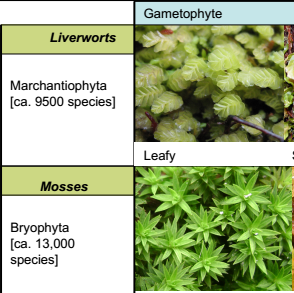 Gametophyte
Liverworts
Marchantiophyta
[ca. 9500 species]
Leafy
Mosses
Bryophyta
[ca. 13,000
species]